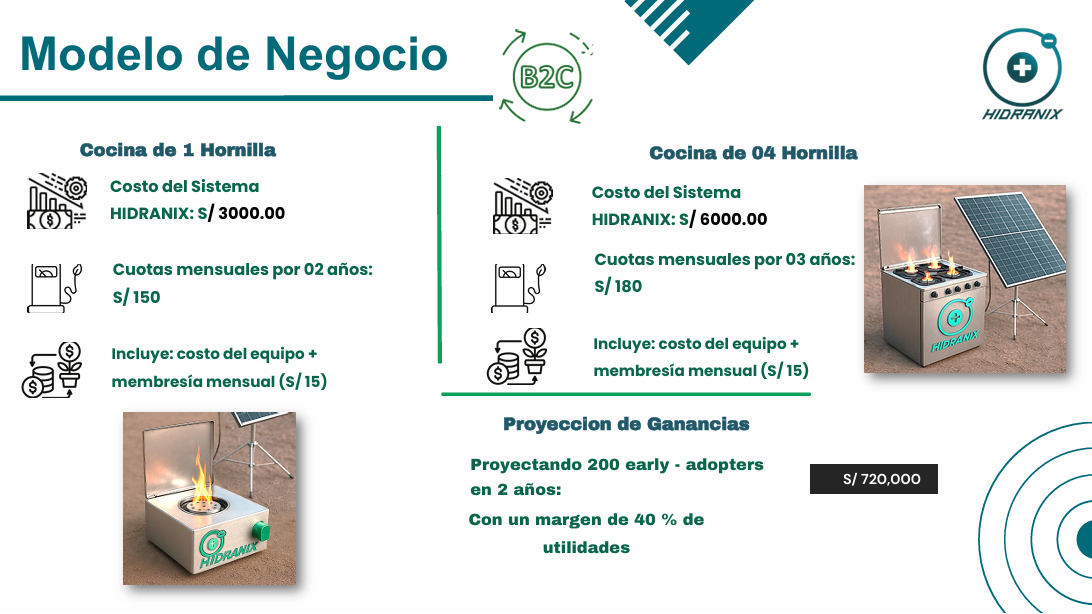 Modelo de Negocio
B2C
HIDRANIX
Cocina de 1 Hornilla
Costo del Sistema
HIDRANIX: S/ 3000.00
Cuotas mensuales por 02 años:
S/ 150
Incluye: costo del equipo +
membresía mensual (S/ 15)
HIDRANIX
Cocina de 04 Hornilla
Costo del Sistema
HIDRANIX: S/ 6000.00
Cuotas mensuales por 03 años:
S/ 180
Incluye: costo del equipo +
membresía mensual (S/ 15)
HIDRANIX
Proyeccion de Ganancias
Proyectando 200 early - adopters
en 2 años:
S/ 720,000
Con un margen de 40 % de
utilidades